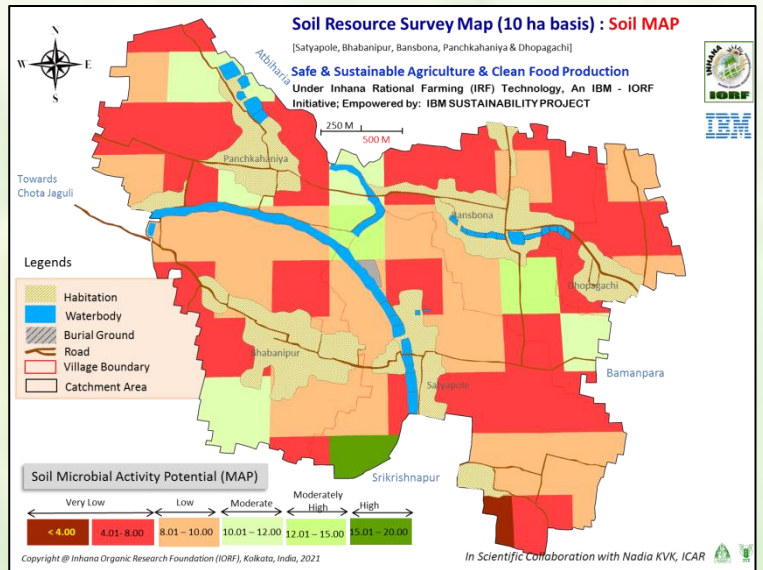 Soil Resource Survey Map (10 ha basis) : Soil MAP
[Satyapole, Bhabanipur, Bansbona, Panchkahaniya & Dhopagachi]
Safe & Sustainable Agriculture & Clean Food Production
Under Inhana Rational Farming (IRF) Technology, An IBM - IORF
Initiative; Empowered by: IBM SUSTAINABILITY PROJECT
N
W E
S
INHANA
IORF
IBM
250 M
500 M
Atbiharia
Panchkahaniya
Towards
Chota Jaguli
Bansbona
Dhopagachi
Bhabanipur
Satyapole
Bamanpara
Srikrishnapur
Legends
Habitation
Waterbody
Burial Ground
Road
Village Boundary
Catchment Area
Soil Microbial Activity Potential (MAP)
Very Low
Low
Moderate
Moderately
High
High
< 4.00
4.01- 8.00
8.01 – 10.00
10.01 – 12.00
12.01 – 15.00
15.01 – 20.00
Copyright @ Inhana Organic Research Foundation (IORF), Kolkata, India, 2021
In Scientific Collaboration with Nadia KVK, ICAR